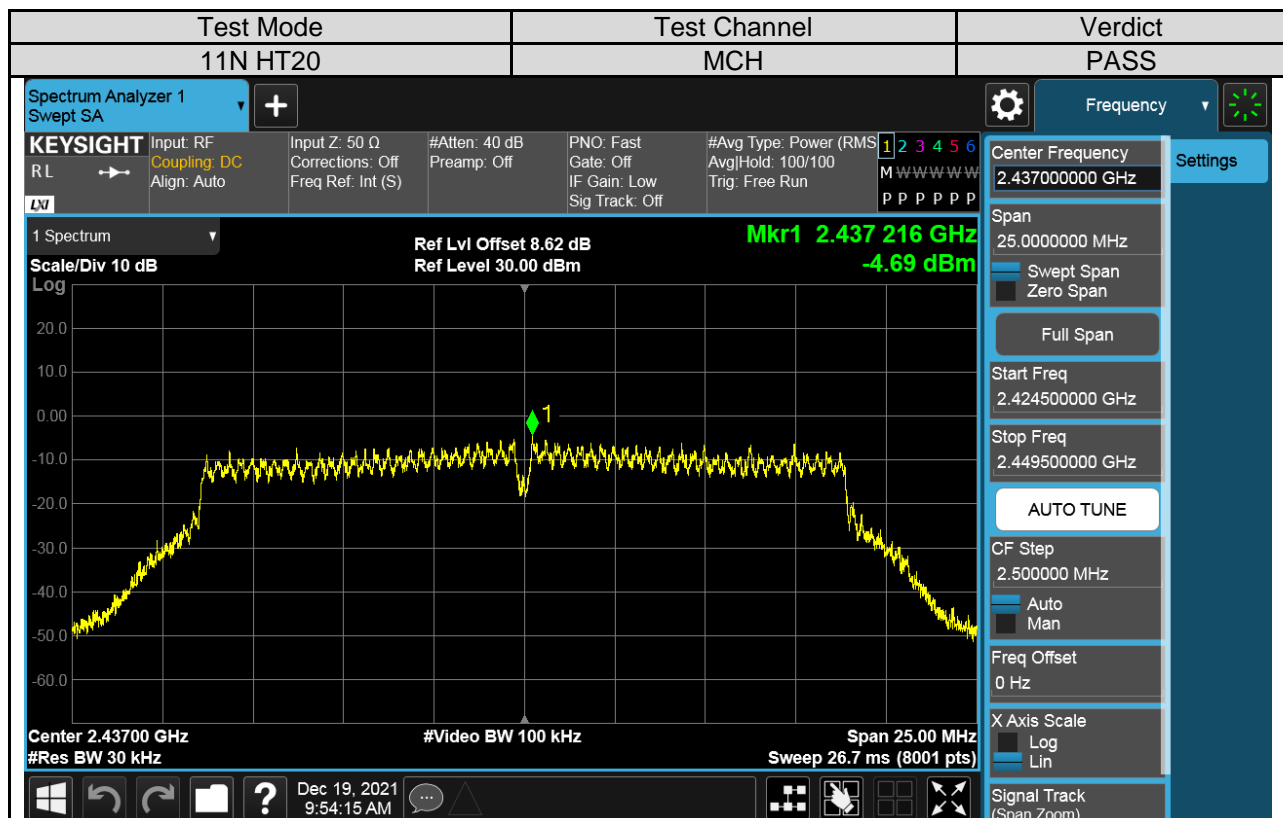 Test Mode Test Channel Verdict
11N HT20 MCH PASS
Spectrum Analyzer 1
Swept SA
+
Frequency
KEYSIGHT
RL
LXI
Input: RF
Coupling: DC
Align: Auto
Input Z: 50 Ω
Corrections: Off
Freq Ref: Int (S)
#Atten: 40 dB
Preamp: Off
PNO: Fast
Gate: Off
IF Gain: Low
Sig Track: Off
#Avg Type: Power (RMS
Avg|Hold: 100/100
Trig: Free Run
1 2 3 4 5 6
M W W W W W
P P P P P P
1 Spectrum
Scale/Div 10 dB
Ref Lvl Offset 8.62 dB
Ref Level 30.00 dBm
Mkr1 2.437 216 GHz
-4.69 dBm
Log
20.0
10.0
0.00
-10.0
-20.0
-30.0
-40.0
-50.0
-60.0
1
Center 2.43700 GHz
#Res BW 30 kHz
#Video BW 100 kHz
Span 25.00 MHz
Sweep 26.7 ms (8001 pts)
Center Frequency
2.437000000 GHz
Settings
Span
25.0000000 MHz
Swept Span
Zero Span
Full Span
Start Freq
2.424500000 GHz
Stop Freq
2.449500000 GHz
AUTO TUNE
CF Step
2.500000 MHz
Auto
Man
Freq Offset
0 Hz
X Axis Scale
Log
Lin
Signal Track
(Span Zoom)
?
Dec 19, 2021
9:54:15 AM